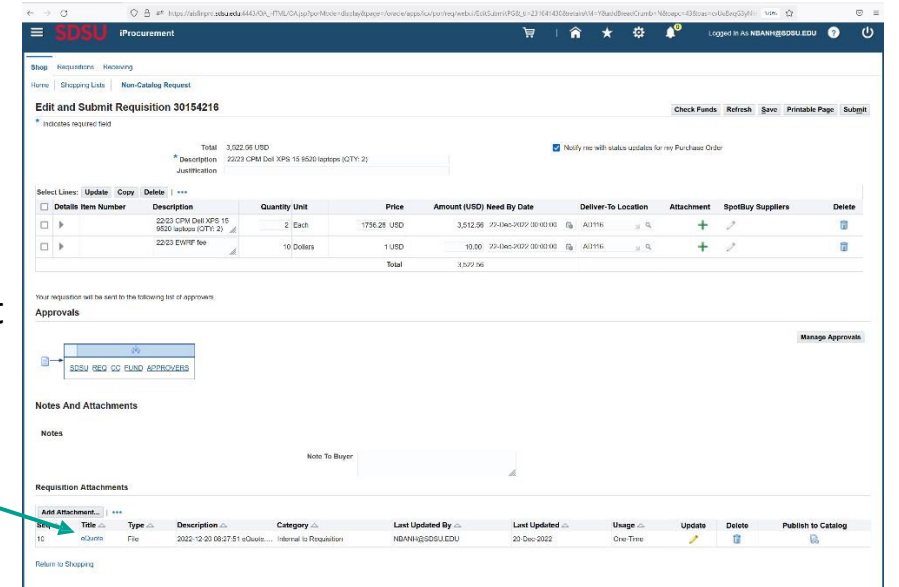 SDSU iProcurement
Logged In As NBANH@SDSU.EDU
Shop Requisitions Receiving
Home Shopping Lists Non-Catalog Request
Edit and Submit Requisition 30154216
Check Funds Refresh Save Printable Page Submit
* Indicates required field
Total 3,522.56 USD
* Description 22/23 CPM Dell XPS 15 9520 laptops (QTY: 2)
Justification
Notify me with status updates for my Purchase Order
Select Lines: Update Copy Delete
Details Item Number Description Quantity Unit Price Amount (USD) Need By Date Deliver-To Location Attachment SpotBuy Suppliers Delete
22/23 CPM Dell XPS 15
9520 laptops (QTY: 2)
2 Each 1756.28 USD 3,512.56 22-Dec-2022 00:00:00 AD116
22-23 EWRF fee 10 Dollars 1 USD 10.00 22-Dec-2022 00:00:00 AD116
Total 3,522.56
Your requisition will be sent to the following list of approvers.
Approvals
Manage Approvals
SDSU REQ CC FUND APPROVERS
Notes And Attachments
Notes
Note To Buyer
Requisition Attachments
Add Attachment...
Title Type Description Category Last Updated By Last Updated Usage Update Delete Publish to Catalog
10 eQuote File 2022-12-20 08:27:51 eQuote.... Internal to Requisition NBANH@SDSU.EDU 20-Dec-2022 One-Time
Return to Shopping